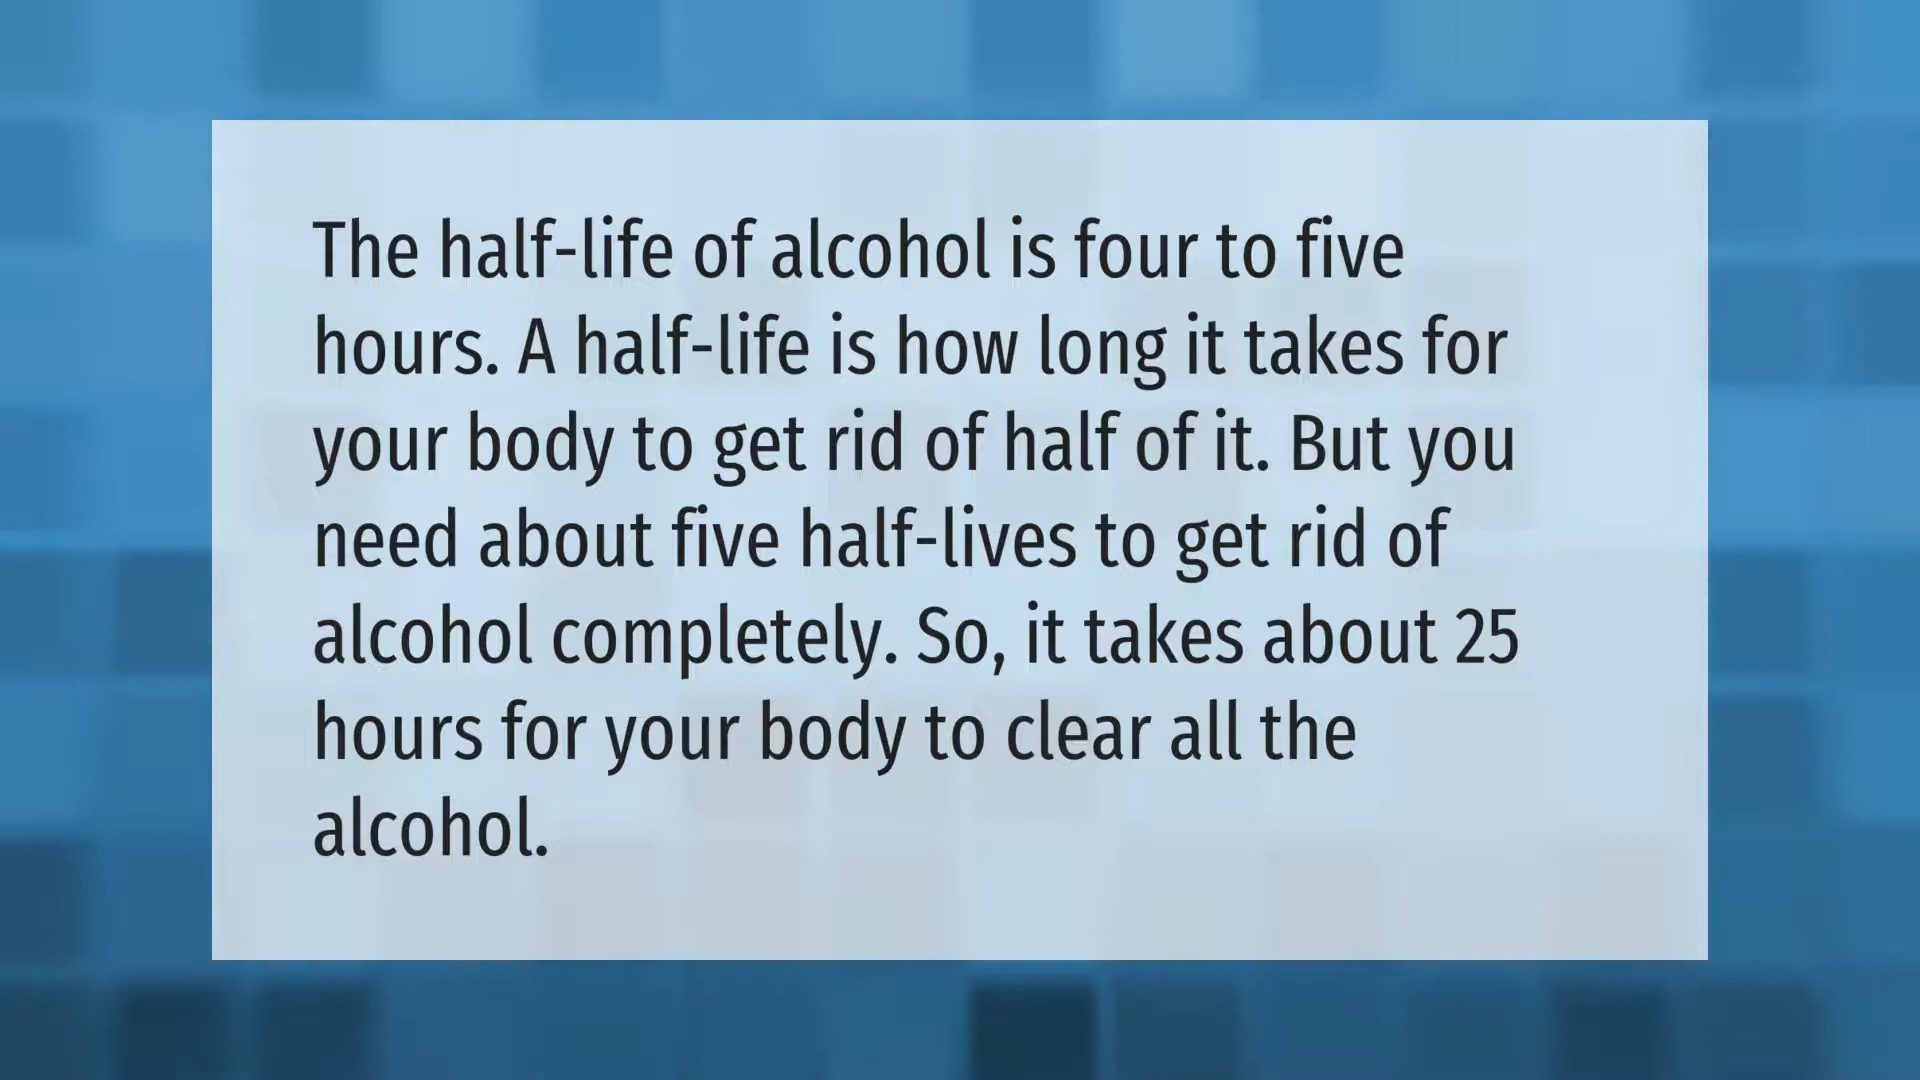 The half-life of alcohol is four to five
hours. A half-life is how long it takes for
your body to get rid of half of it. But you
need about five half-lives to get rid of
alcohol completely. So, it takes about 25
hours for your body to clear all the
alcohol.